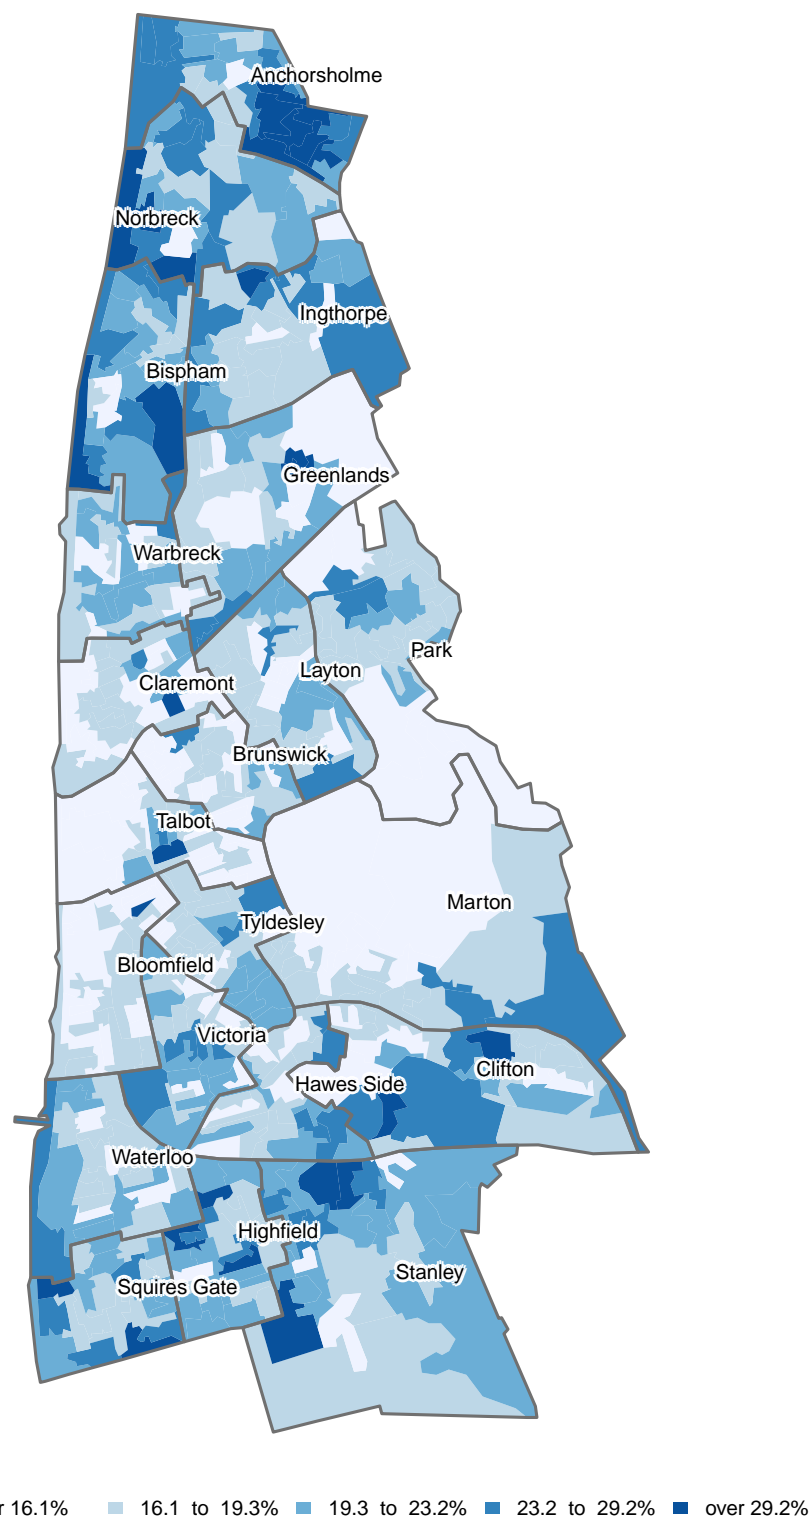 Anchorsholme
Norbreck
Ingthorpe
Bispham
Greenlands
Warbreck
Park
Layton
Claremont
Brunswick
Talbot
Marton
Tyldesley
Bloomfield
Victoria
Clifton
Hawes Side
Waterloo
Highfield
Stanley
Squires Gate
r 16.1% 16.1 to 19.3% 19.3 to 23.2% 23.2 to 29.2% over 29.2%